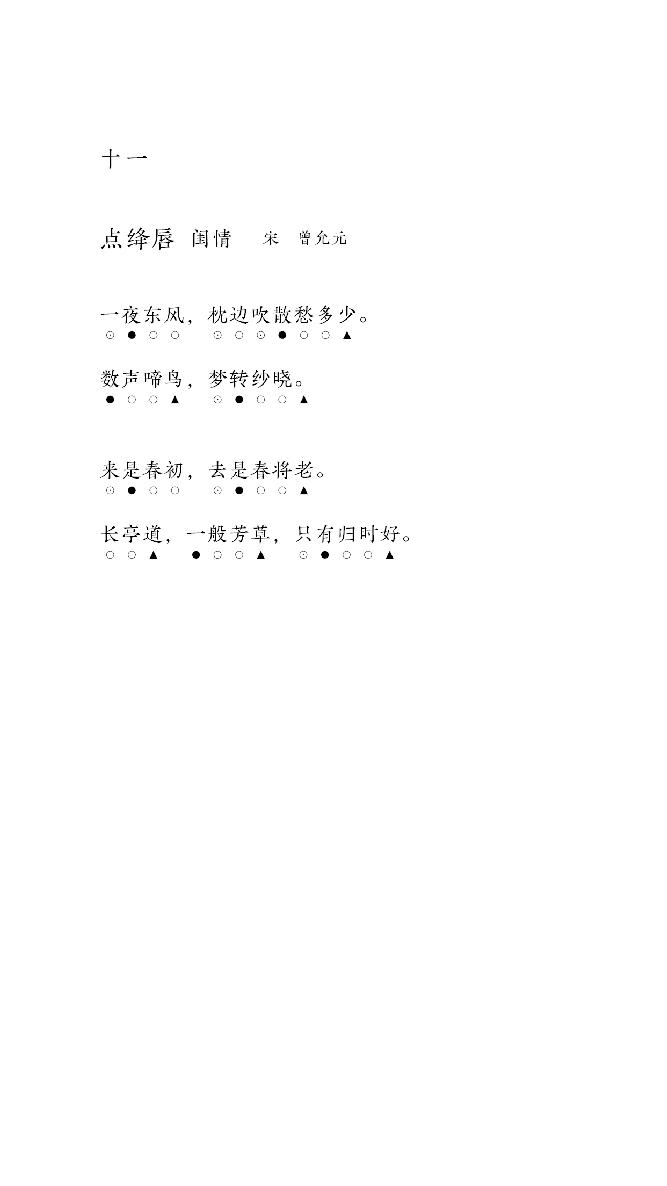 十一
点绛唇 闺情 宋 曾允元
一夜东风，枕边吹散愁多少。
⊙●○○ ⊙○⊙●○○▲
数声啼鸟，梦转纱晓。
●○○▲ ⊙●○○▲
来是春初，去是春将老。
⊙●○○ ⊙●○○▲
长亭道，一般芳草，只有归时好。
○○▲ ●○○▲ ⊙●○○▲